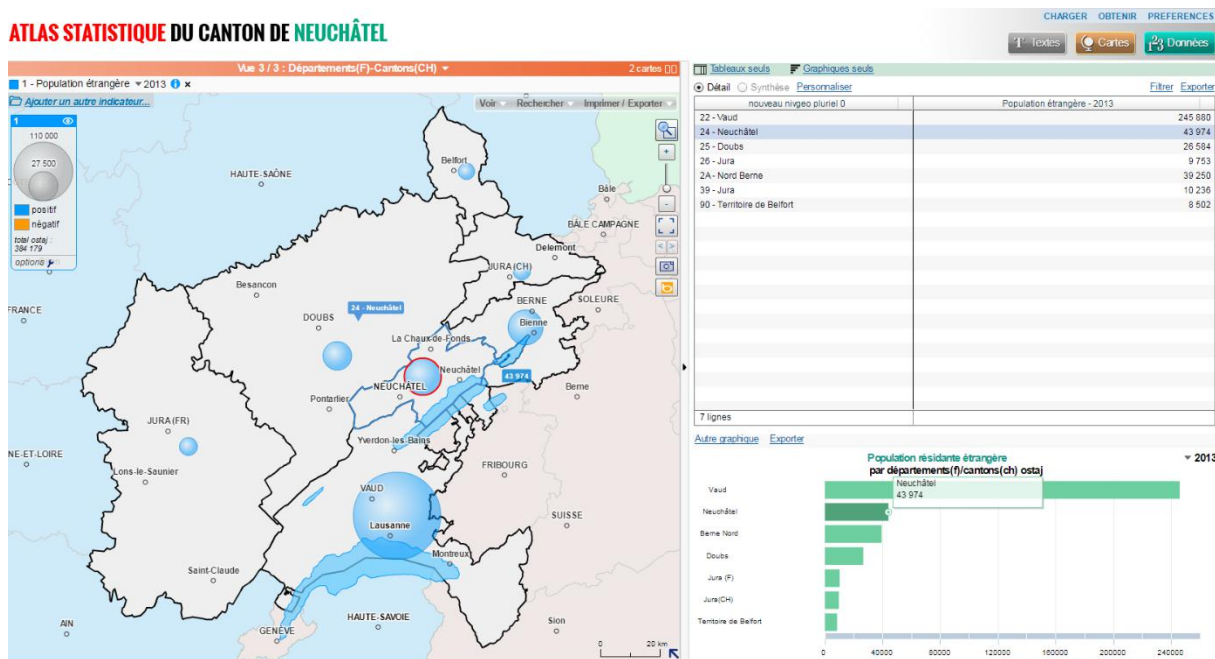 CHARGER OBTENIR PREFERENCES
ATLAS STATISTIQUE DU CANTON DE NEUCHÂTEL
Textes Cartes Données
Vue 3 / 3 : Départements(F)-Cantons(CH)
2 cartes
1 - Population étrangère 2013
Ajouter un autre indicateur...
Voir Rechercher Imprimer / Exporter
1
110 000
27 500
positif
négatif
total ostaj :
384 179
options
Belfort
HAUTE-SAÔNE
Bâle
BÂLE CAMPAGNE
Delemont
JURA (CH)
Besancon
BERNE
SOLEURE
FRANCE
DOUBS
24 - Neuchâtel
Bienne
La Chaux-de-Fonds
Neuchâtel
43 974
NEUCHÂTEL
Berne
Pontarlier
JURA (FR)
Yverdon-les-Bains
NE-ET-LOIRE
Lons-le-Saunier
FRIBOURG
VAUD
SUISSE
Lausanne
Montreux
Saint-Claude
AIN
HAUTE-SAVOIE
Sion
GENÈVE
0 20 km
Tableaux seuls Graphiques seuls
Détail Synthèse Personnaliser
Filtrer Exporter
nouveau nivgeo pluriel 0 Population étrangère - 2013
22 - Vaud 245 880
24 - Neuchâtel 43 974
25 - Doubs 26 584
26 - Jura 9 753
2A - Nord Berne 39 250
39 - Jura 10 236
90 - Territoire de Belfort 8 502
7 lignes
Autre graphique Exporter
Population résidante étrangère
par départements(f)/cantons(ch) ostaj
2013
Neuchâtel
43 974
Vaud
Neuchâtel
Berne Nord
Doubs
Jura (F)
Jura(CH)
Territoire de Belfort
0 40000 80000 120000 160000 200000 240000